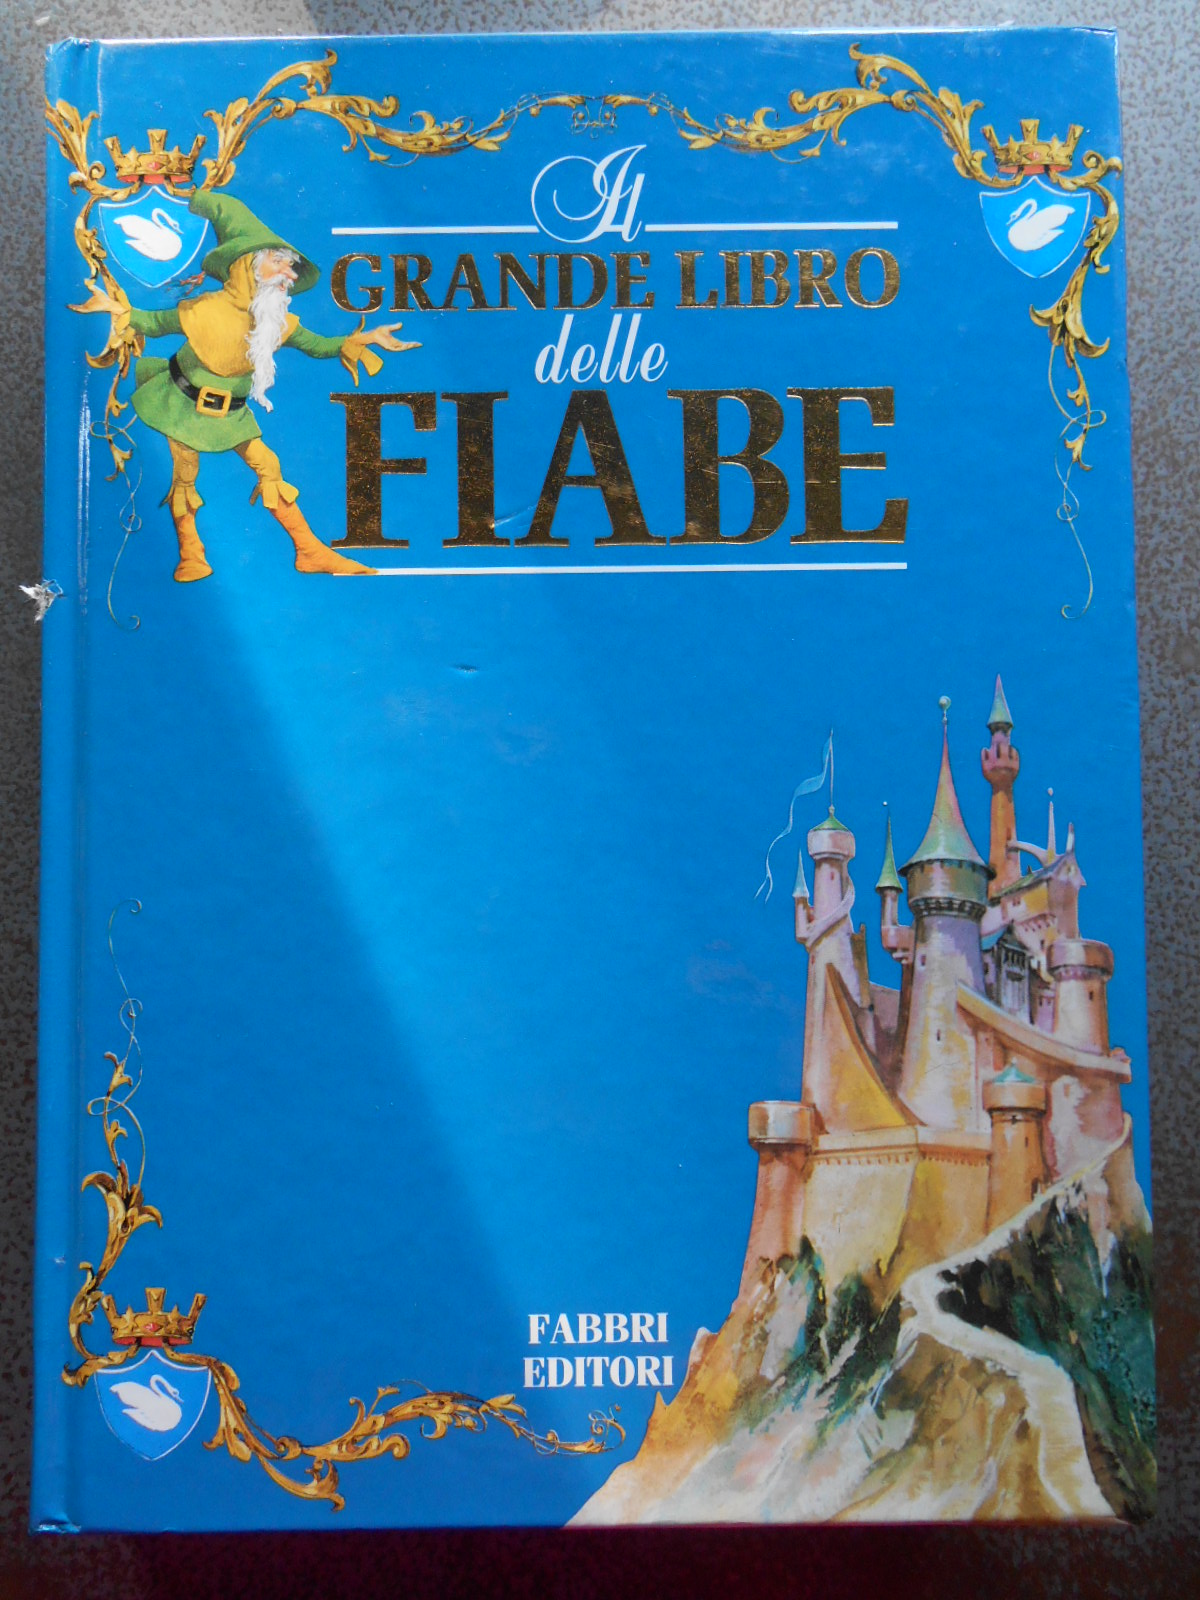 Il
GRANDE LIBRO
delle
FIABE
FABBRI
EDITORI